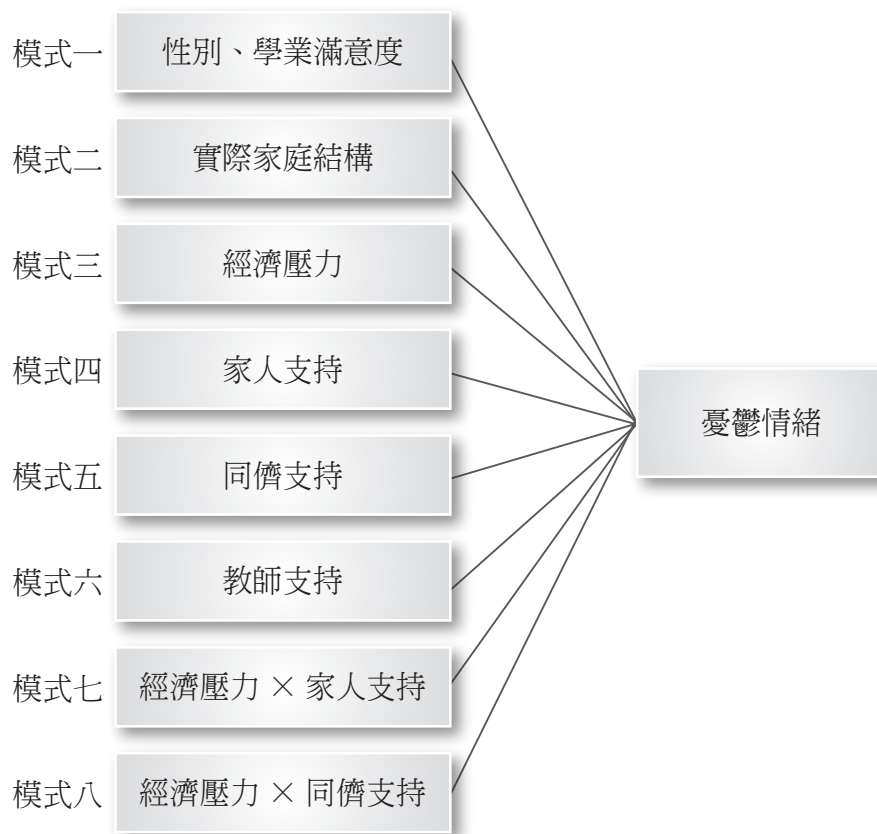 模式一 性別、學業滿意度
模式二 實際家庭結構
模式三 經濟壓力
模式四 家人支持
模式五 同儕支持
模式六 教師支持
模式七 經濟壓力 × 家人支持
模式八 經濟壓力 × 同儕支持
憂鬱情緒